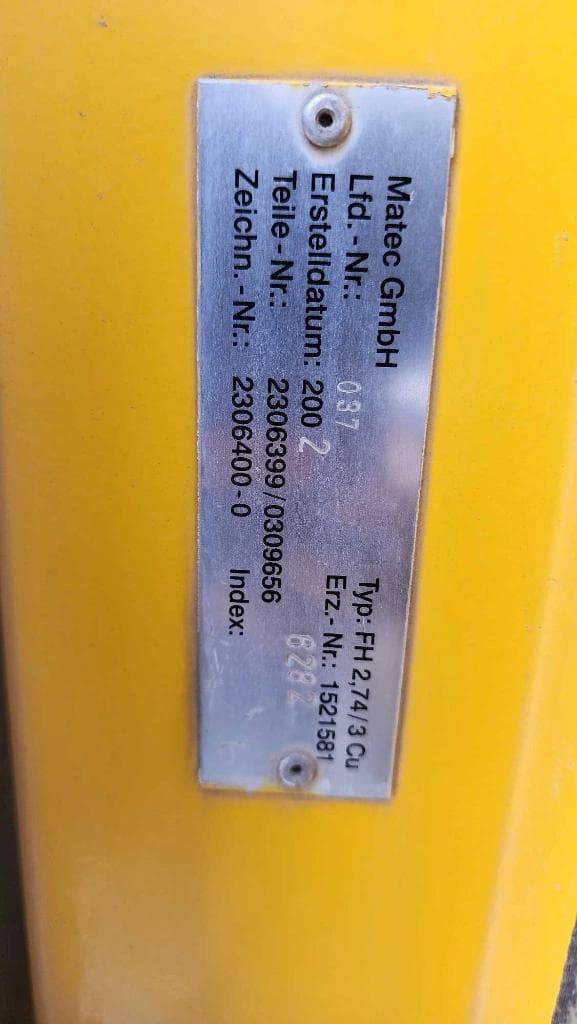 Matec GmbH
Typ: FH 2,74/3 Cu
Lfd.-Nr.: 037
Erz.-Nr.: 1521581
Erstelldatum: 2002
Teile-Nr.: 2306399/0309656 6282
Zeichn.-Nr.: 2306400-0 Index: